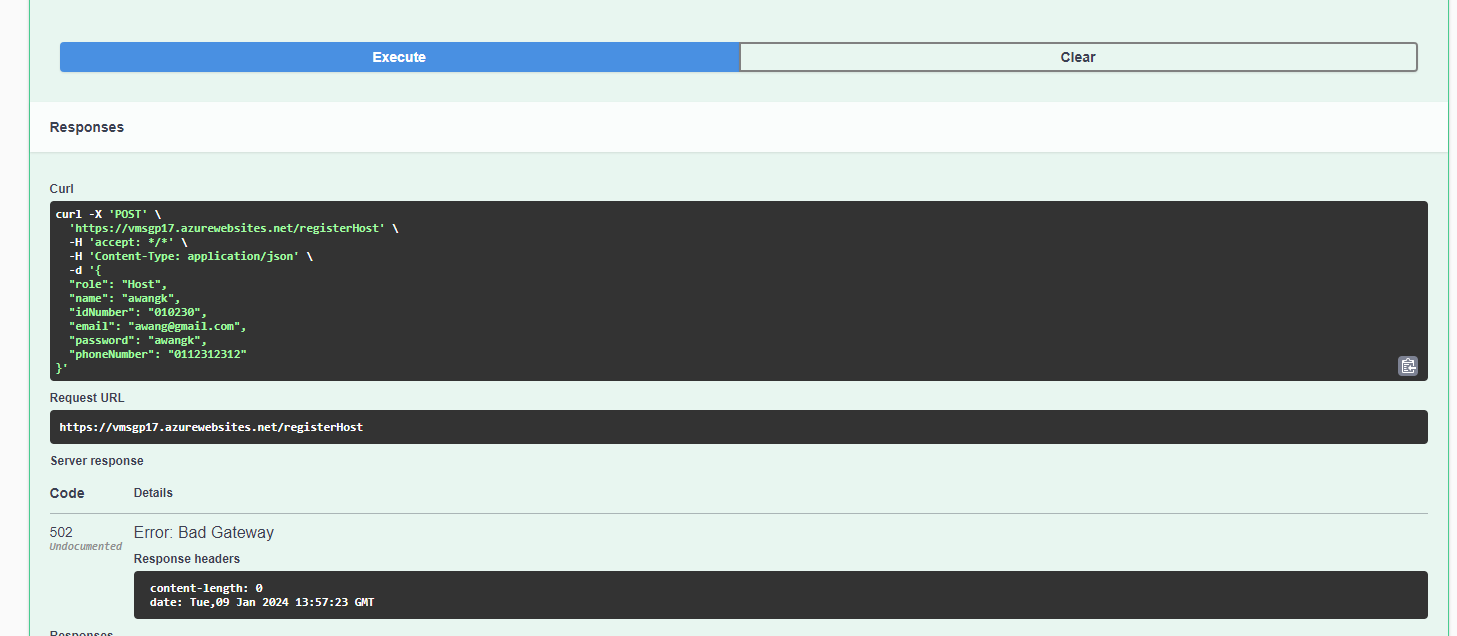 Execute
Clear
Responses
Curl
curl -X 'POST' \
'https://vmsgp17.azurewebsites.net/registerHost' \
-H 'accept: */*' \
-H 'Content-Type: application/json' \
-d '{
"role": "Host",
"name": "awangk",
"idNumber": "010230",
"email": "awang@gmail.com",
"password": "awangk",
"phoneNumber": "0112312312"
}'
Request URL
https://vmsgp17.azurewebsites.net/registerHost
Server response
Code
Details
502
Undocumented
Error: Bad Gateway
Response headers
content-length: 0
date: Tue,09 Jan 2024 13:57:23 GMT
Responses